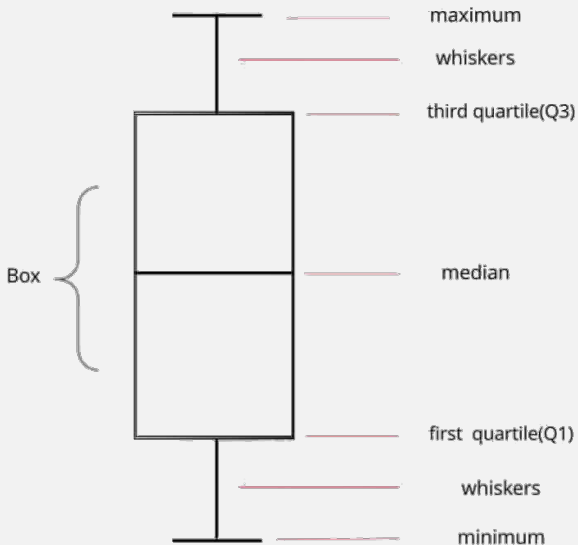 maximum
whiskers
third quartile(Q3)
Box
median
first quartile(Q1)
whiskers
minimum